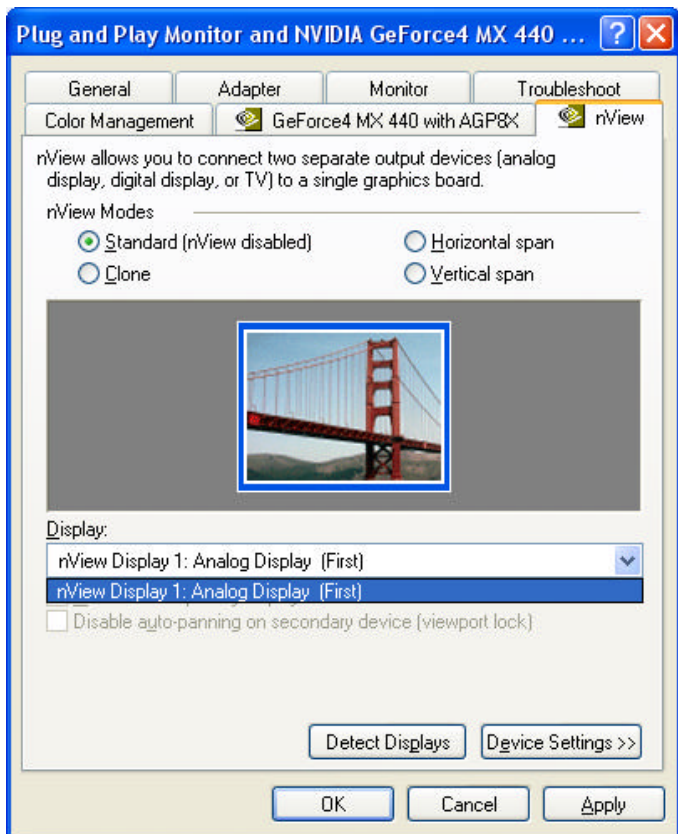 Plug and Play Monitor and NVIDIA GeForce4 MX 440 ...
General Adapter Monitor Troubleshoot
Color Management GeForce4 MX 440 with AGP8X nView
nView allows you to connect two separate output devices (analog
display, digital display, or TV) to a single graphics board.
nView Modes
Standard (nView disabled) Horizontal span
Clone Vertical span
Display:
nView Display 1: Analog Display (First)
nView Display 1: Analog Display (First)
Disable auto-panning on secondary device (viewport lock)
Detect Displays Device Settings >>
OK Cancel Apply